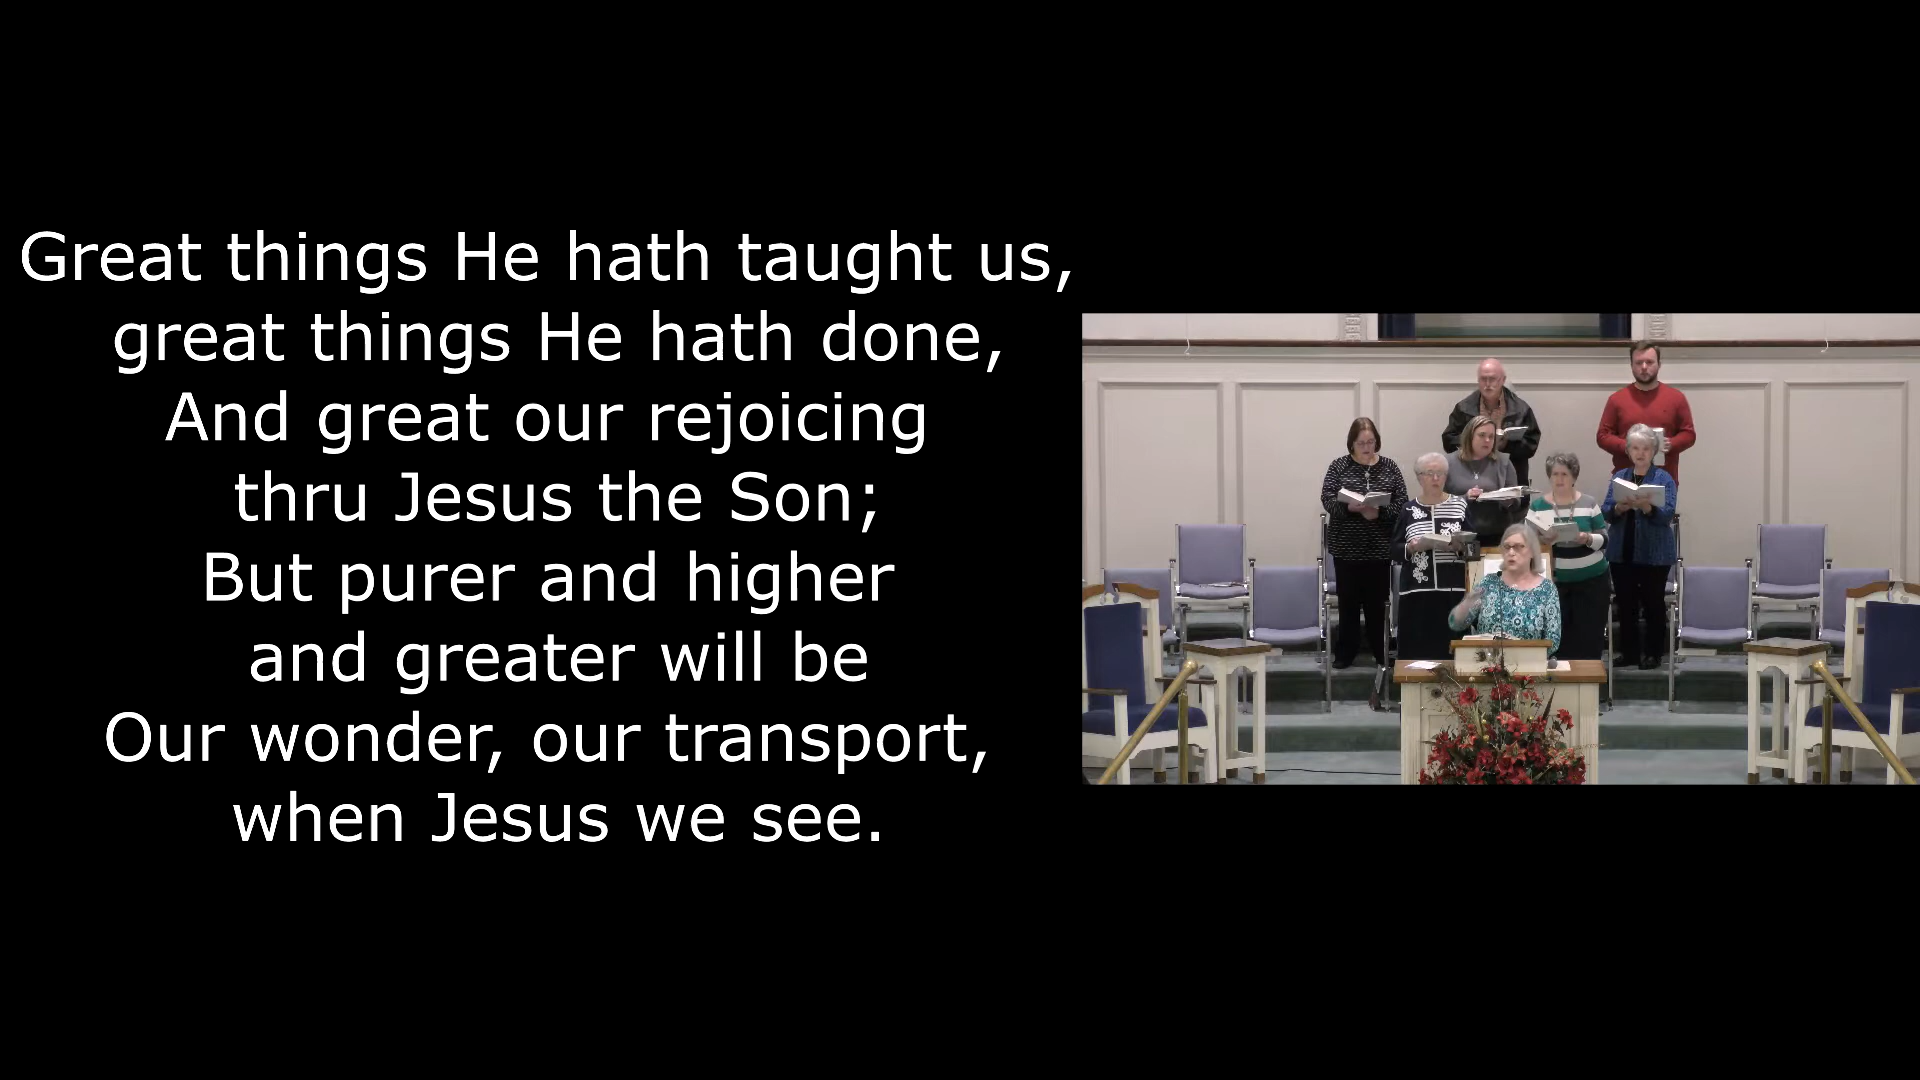 Great things He hath taught us,
great things He hath done,
And great our rejoicing
thru Jesus the Son;
But purer and higher
and greater will be
Our wonder, our transport,
when Jesus we see.